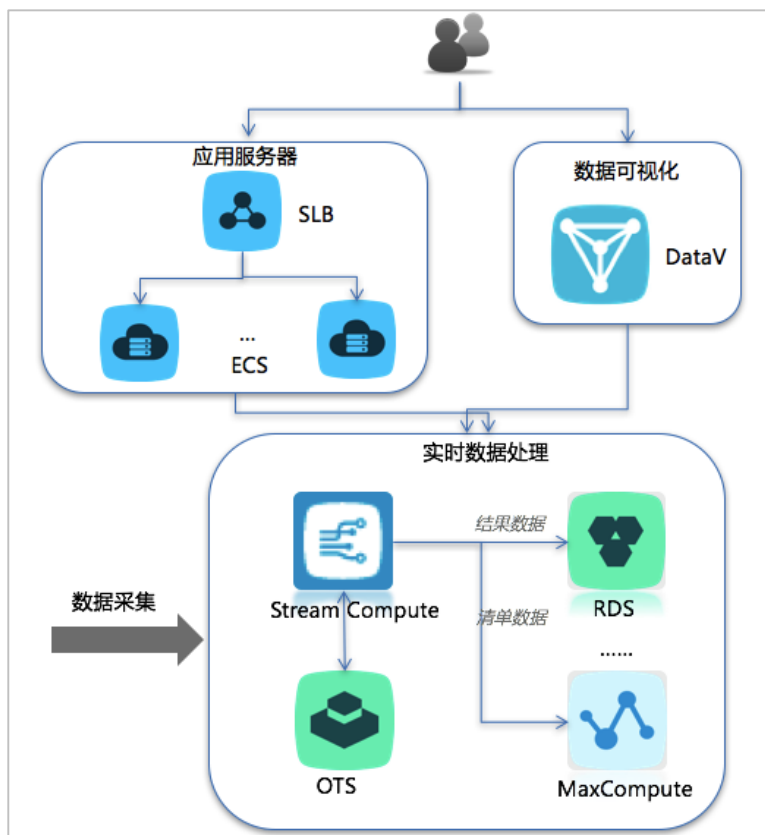 应用服务器
SLB
...
ECS
数据可视化
DataV
实时数据处理
数据采集
Stream Compute
结果数据
RDS
清单数据
......
OTS
MaxCompute